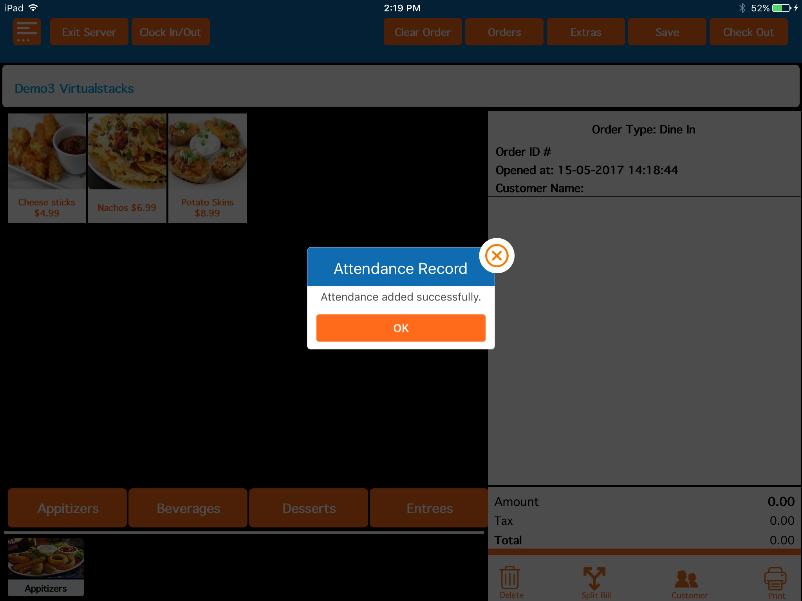 iPad 2:19 PM 52%
Exit Server Clock In/Out Clear Order Orders Extras Save Check Out
Demo3 Virtualstacks
Order Type: Dine In
Order ID #
Opened at: 15-05-2017 14:18:44
Customer Name:
Cheese sticks
$4.99
Nachos $6.99
Potato Skins
$8.99
Attendance Record
Attendance added successfully.
OK
Appitizers Beverages Desserts Entrees
Appitizers
Amount 0.00
Tax 0.00
Total 0.00
Delete Split Bill Customer Print